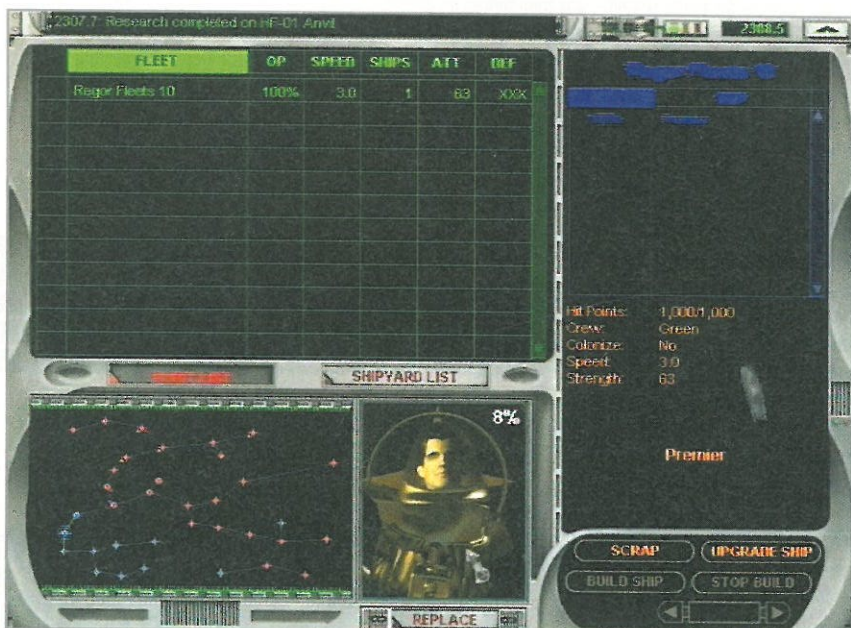 2307.7: Research completed on HF-01 Anvil
2308.5
FLEET OP SPEED SHIPS ATT DEF
Regor Fleets 10 100% 3.0 1 63 XXX
Hit Points: 1,000/1,000
Crew: Green
Colonize: No
Speed: 3.0
Strength: 63
Premier
SHIPYARD LIST
8%
SCRAP UPGRADE SHIP
BUILD SHIP STOP BUILD
REPLACE